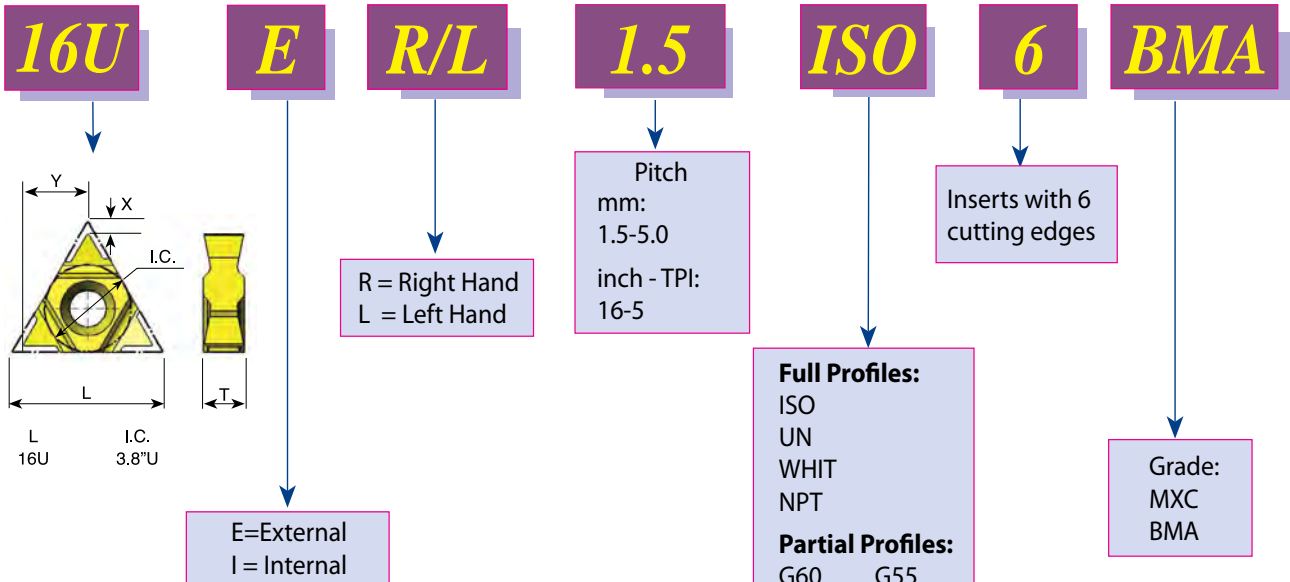 16U E R/L 1.5 ISO 6 BMA
Y
X
I.C.
L
T
L I.C.
16U 3.8”U
E=External
I = Internal
R = Right Hand
L = Left Hand
Pitch
mm:
1.5-5.0
inch - TPI:
16-5
Full Profiles:
ISO
UN
WHIT
NPT
Partial Profiles:
G60 G55
Inserts with 6
cutting edges
Grade:
MXC
BMA